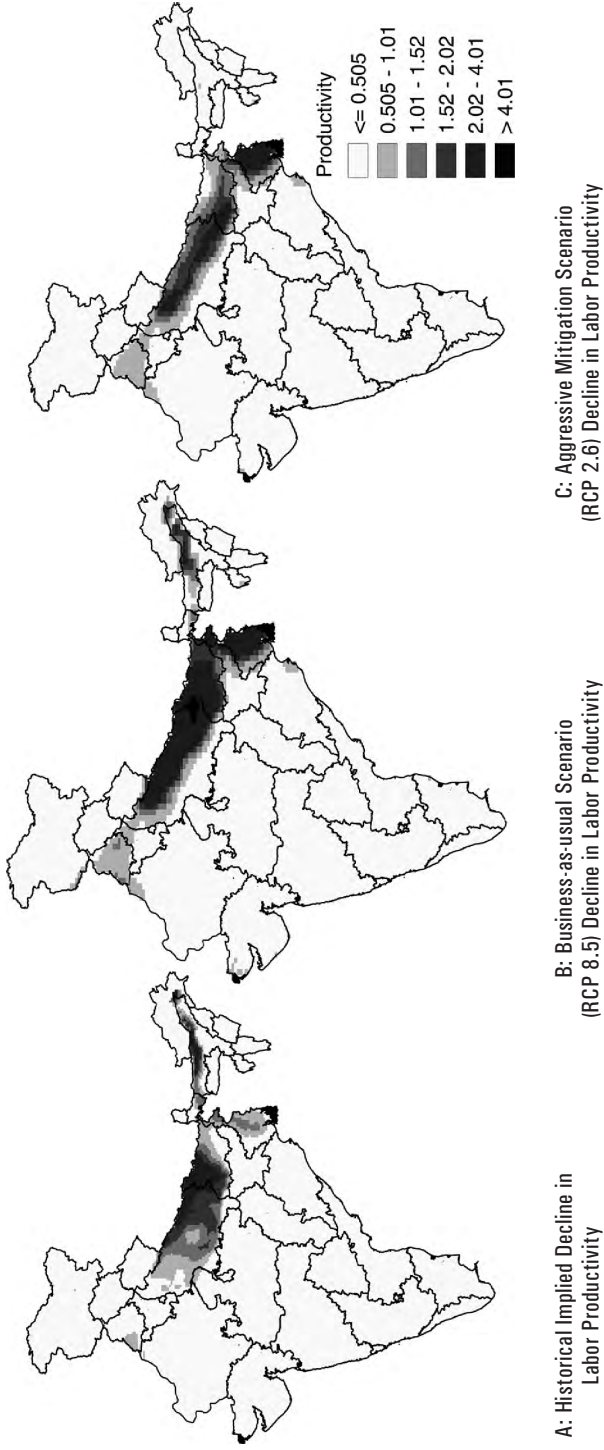 A: Historical Implied Decline in
Labor Productivity
B: Business-as-usual Scenario
(RCP 8.5) Decline in Labor Productivity
C: Aggressive Mitigation Scenario
(RCP 2.6) Decline in Labor Productivity
Productivity
<= 0.505
0.505 - 1.01
1.01 - 1.52
1.52 - 2.02
2.02 - 4.01
> 4.01